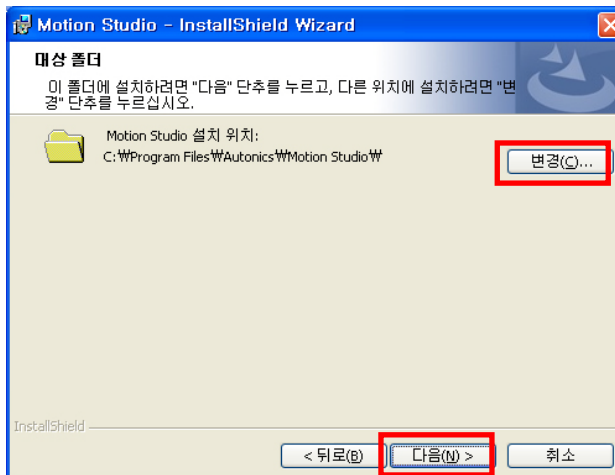 Motion Studio - InstallShield Wizard
대상 폴더
이 폴더에 설치하려면 "다음" 단추를 누르고, 다른 위치에 설치하려면 "변
경" 단추를 누르십시오.
Motion Studio 설치 위치:
C:₩Program Files₩Autonics₩Motion Studio₩
변경(C)...
InstallShield
< 뒤로(B)
다음(N) >
취소